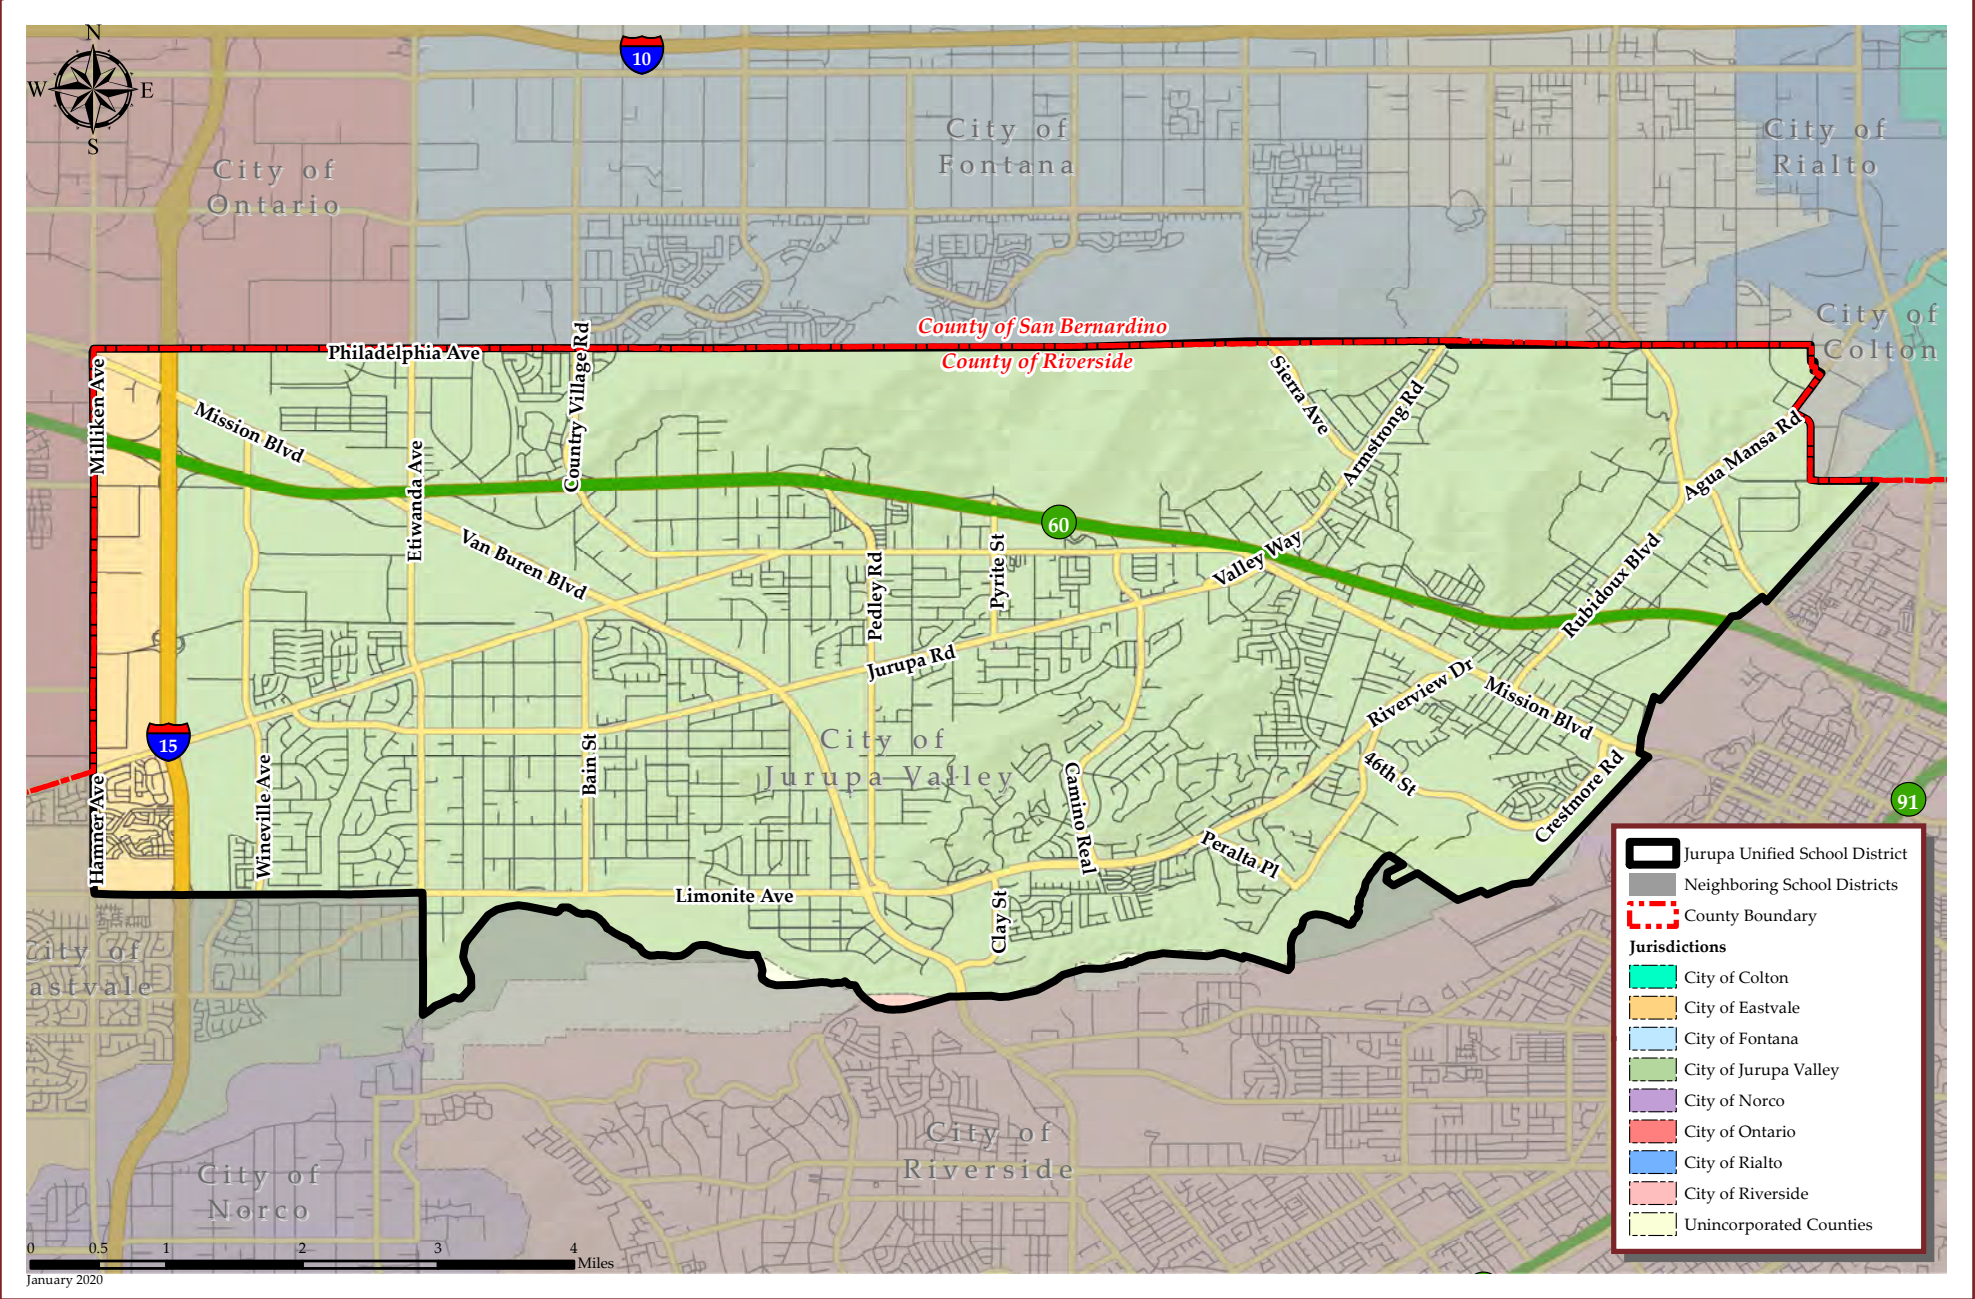 N
W
E
S
10
City of
Ontario
City of
Fontana
City of
Rialto
City of
Colton
County of San Bernardino
County of Riverside
Philadelphia Ave
Milliken Ave
Mission Blvd
Etiwanda Ave
Country Village Rd
Sierra Ave
Armstrong Rd
Agua Mansa Rd
60
Van Buren Blvd
Pedley Rd
Pyrite St
Valley Way
Rubidoux Blvd
Jurupa Rd
Riverview Dr
Mission Blvd
15
Wineville Ave
Bain St
City of
Jurupa Valley
Camino Real
46th St
Crestmore Rd
91
Hamner Ave
Peralta Pl
Limonite Ave
Clay St
City of
astvale
City of
Norco
City of
Riverside
Jurupa Unified School District
Neighboring School Districts
County Boundary
Jurisdictions
City of Colton
City of Eastvale
City of Fontana
City of Jurupa Valley
City of Norco
City of Ontario
City of Rialto
City of Riverside
Unincorporated Counties
0 0.5 1 2 3 4
Miles
January 2020